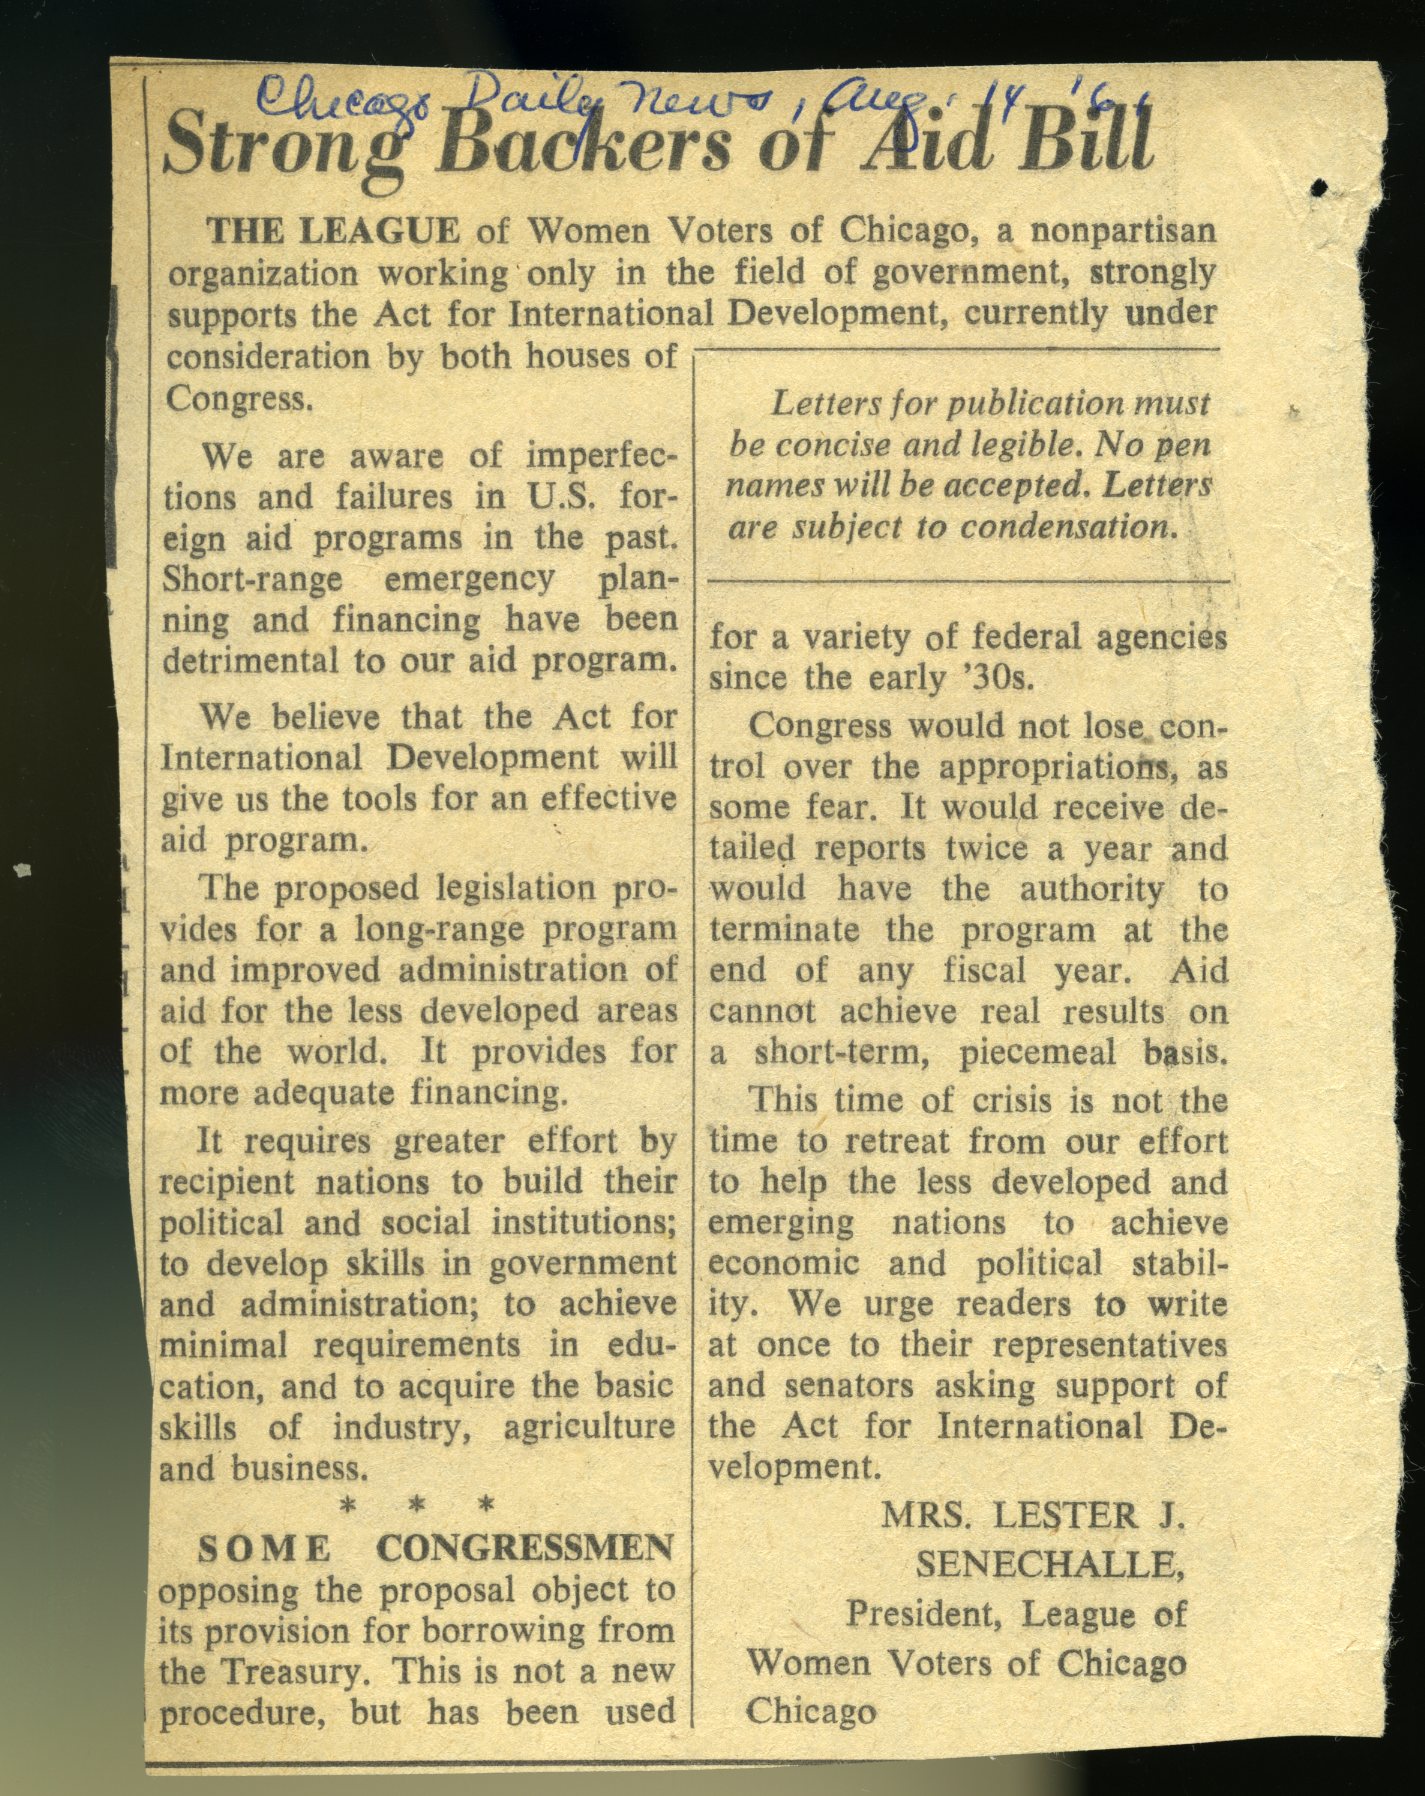 Chicago Daily News, Aug. 14 '61
Strong Backers of Aid Bill
THE LEAGUE of Women Voters of Chicago, a nonpartisan
organization working only in the field of government, strongly
supports the Act for International Development, currently under
consideration by both houses of
Congress.
We are aware of imperfec-
tions and failures in U.S. for-
eign aid programs in the past.
Short-range emergency plan-
ning and financing have been
detrimental to our aid program.
We believe that the Act for
International Development will
give us the tools for an effective
aid program.
The proposed legislation pro-
vides for a long-range program
and improved administration of
aid for the less developed areas
of the world. It provides for
more adequate financing.
It requires greater effort by
recipient nations to build their
political and social institutions;
to develop skills in government
and administration; to achieve
minimal requirements in edu-
cation, and to acquire the basic
skills of industry, agriculture
and business.
* * *
SOME CONGRESSMEN
opposing the proposal object to
its provision for borrowing from
the Treasury. This is not a new
procedure, but has been used
Letters for publication must
be concise and legible. No pen
names will be accepted. Letters
are subject to condensation.
for a variety of federal agencies
since the early '30s.
Congress would not lose con-
trol over the appropriations, as
some fear. It would receive de-
tailed reports twice a year and
would have the authority to
terminate the program at the
end of any fiscal year. Aid
cannot achieve real results on
a short-term, piecemeal basis.
This time of crisis is not the
time to retreat from our effort
to help the less developed and
emerging nations to achieve
economic and political stabil-
ity. We urge readers to write
at once to their representatives
and senators asking support of
the Act for International De-
velopment.
MRS. LESTER J.
SENECHALLE,
President, League of
Women Voters of Chicago
Chicago